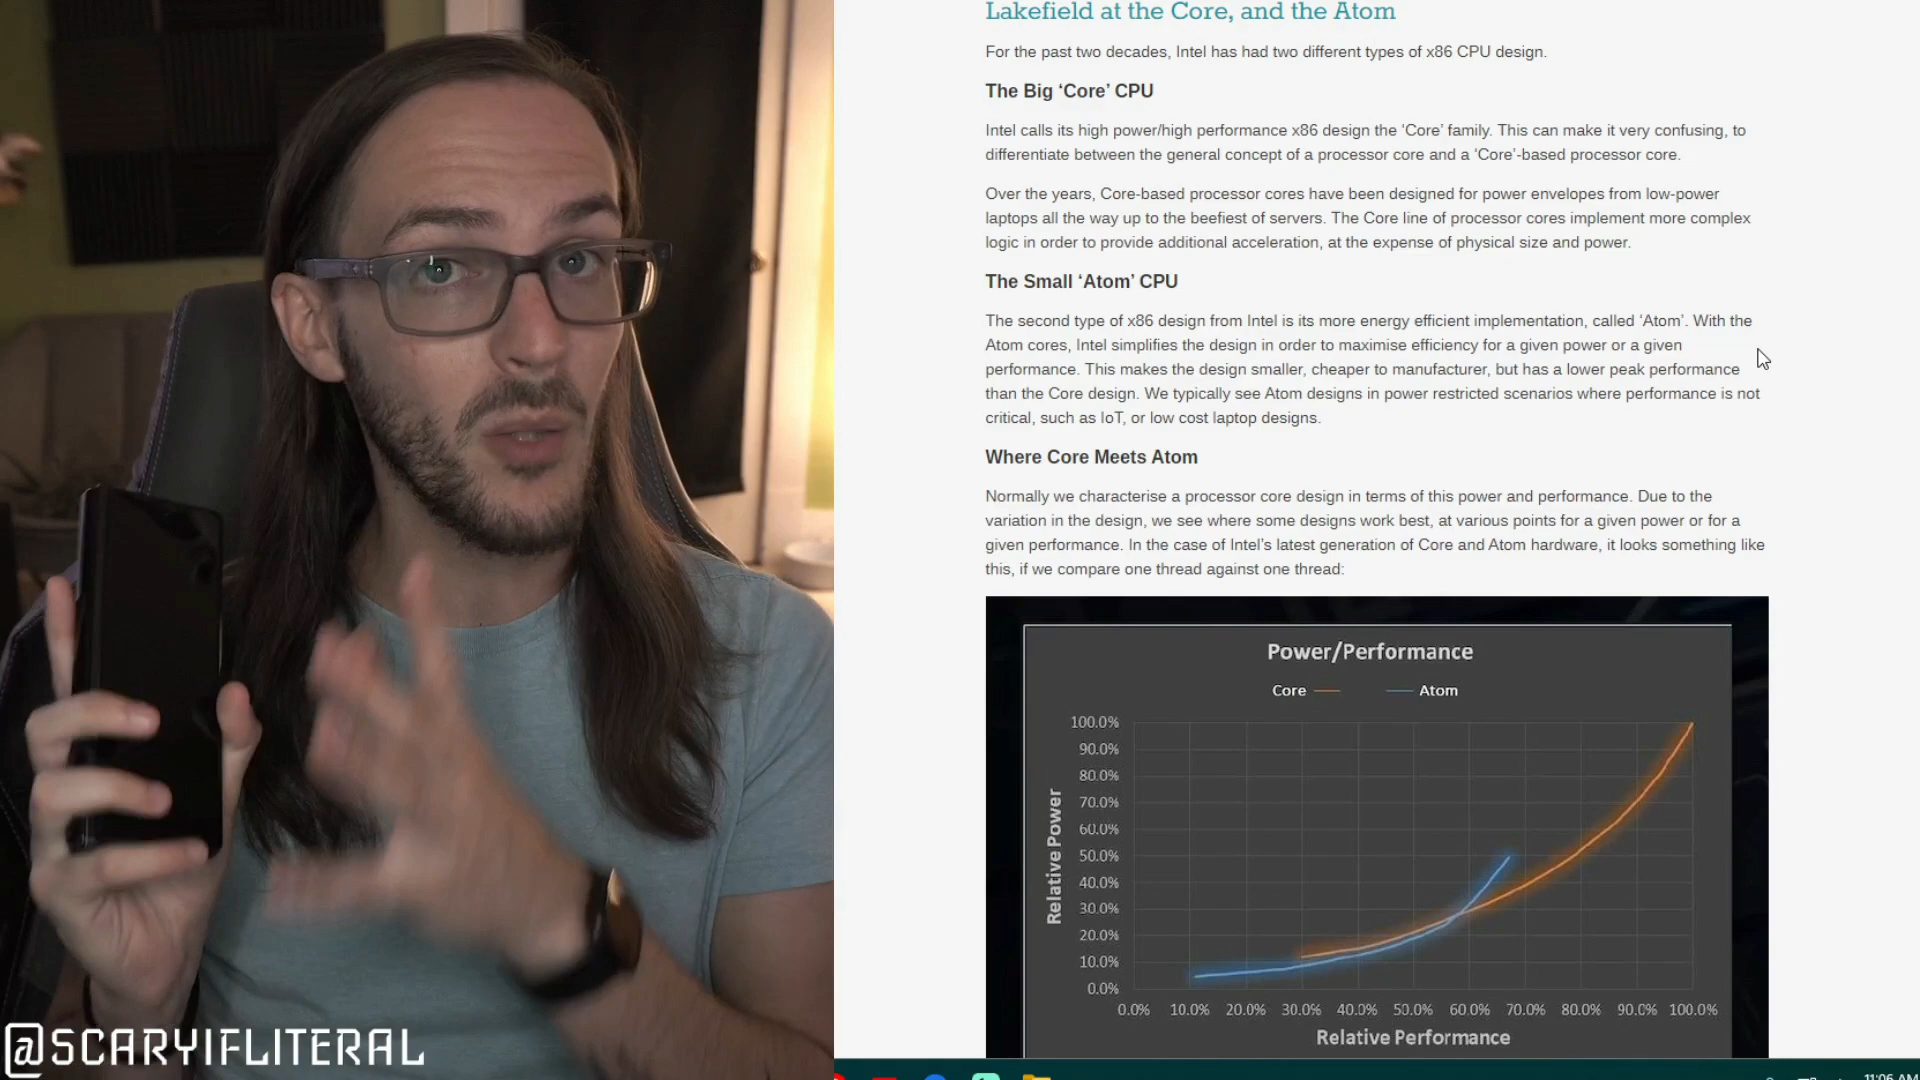 Lakefield at the Core, and the Atom
For the past two decades, Intel has had two different types of x86 CPU design.
The Big ‘Core’ CPU
Intel calls its high power/high performance x86 design the ‘Core’ family. This can make it very confusing, to
differentiate between the general concept of a processor core and a ‘Core’-based processor core.
Over the years, Core-based processor cores have been designed for power envelopes from low-power
laptops all the way up to the beefiest of servers. The Core line of processor cores implement more complex
logic in order to provide additional acceleration, at the expense of physical size and power.
The Small ‘Atom’ CPU
The second type of x86 design from Intel is its more energy efficient implementation, called ‘Atom’. With the
Atom cores, Intel simplifies the design in order to maximise efficiency for a given power or a given
performance. This makes the design smaller, cheaper to manufacturer, but has a lower peak performance
than the Core design. We typically see Atom designs in power restricted scenarios where performance is not
critical, such as IoT, or low cost laptop designs.
Where Core Meets Atom
Normally we characterise a processor core design in terms of this power and performance. Due to the
variation in the design, we see where some designs work best, at various points for a given power or for a
given performance. In the case of Intel’s latest generation of Core and Atom hardware, it looks something like
this, if we compare one thread against one thread:
Power/Performance
Core Atom
100.0%
90.0%
80.0%
70.0%
60.0%
50.0%
40.0%
30.0%
20.0%
10.0%
0.0%
Relative Power
0.0% 10.0% 20.0% 30.0% 40.0% 50.0% 60.0% 70.0% 80.0% 90.0% 100.0%
Relative Performance
@SCARYIFLITERAL
11:06 AM